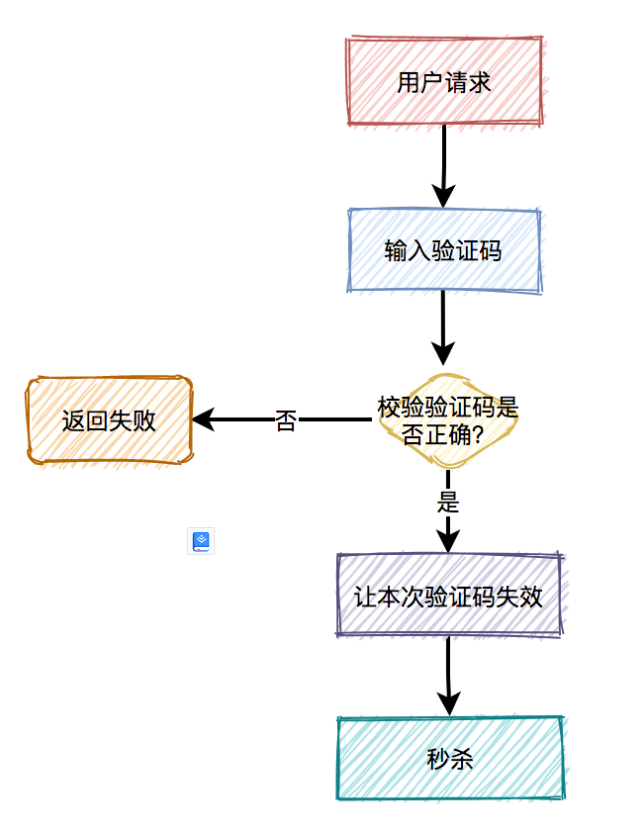 用户请求
输入验证码
校验验证码是
否正确?
否
返回失败
是
让本次验证码失效
秒杀